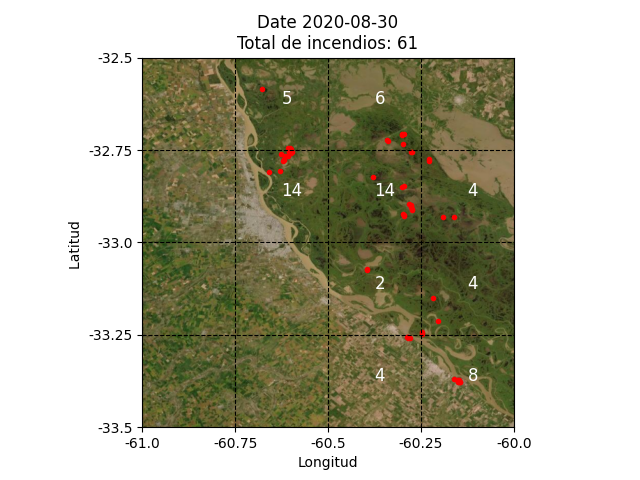 Date 2020-08-30
Total de incendios: 61
-32.5
5 6
-32.75
14 14 4
Latitud
-33.0
2 4
-33.25
4 8
-33.5
-61.0 -60.75 -60.5 -60.25 -60.0
Longitud